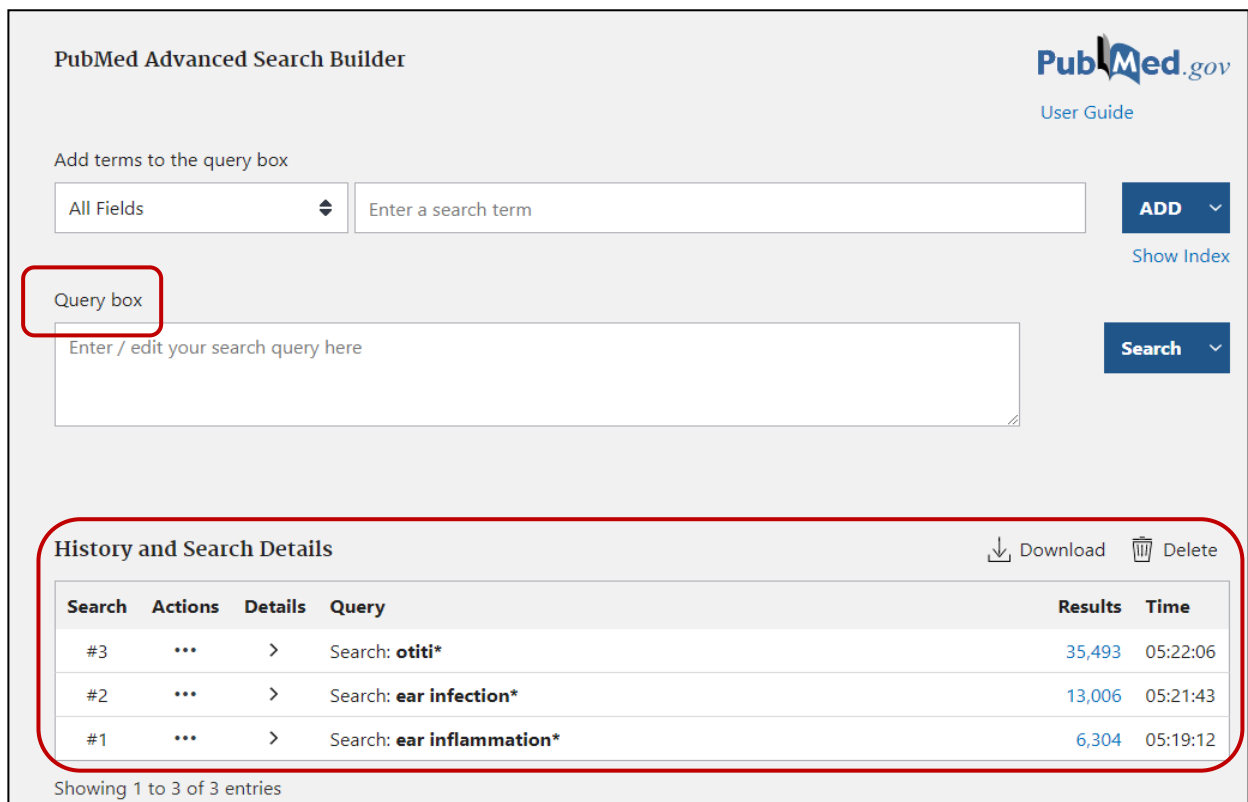 PubMed Advanced Search Builder
PubMed.gov
User Guide
Add terms to the query box
All Fields Enter a search term ADD
Show Index
Query box
Enter / edit your search query here Search
History and Search Details Download Delete
Search Actions Details Query Results Time
#3 ••• > Search: otiti* 35,493 05:22:06
#2 ••• > Search: ear infection* 13,006 05:21:43
#1 ••• > Search: ear inflammation* 6,304 05:19:12
Showing 1 to 3 of 3 entries